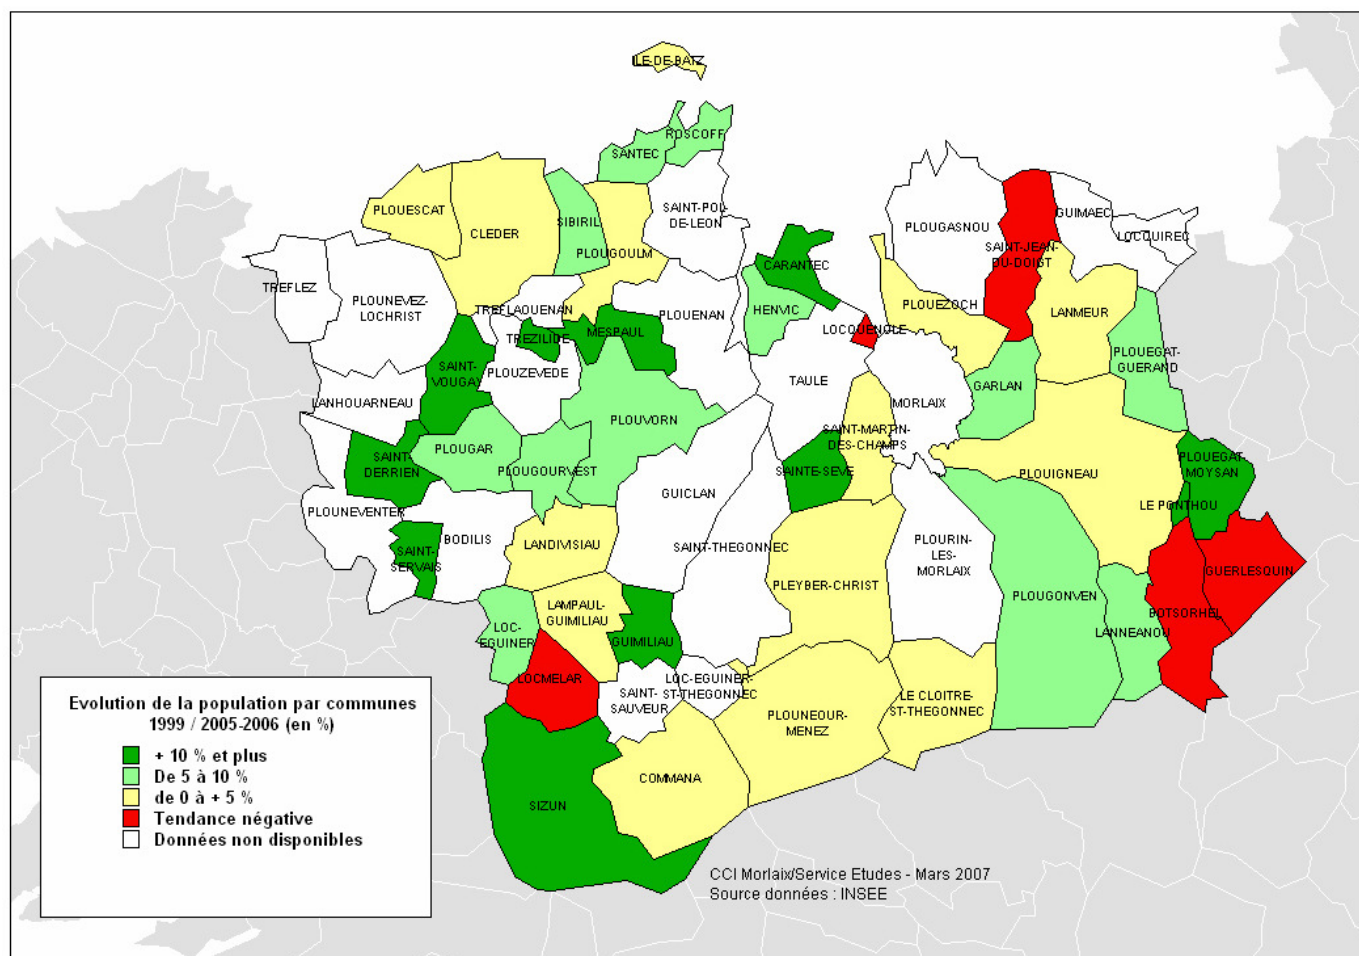 ILE-DE-BATZ
ROSCOFF
SANTEC
SAINT-POL-
DE-LEON
PLOUESCAT
CLEDER
SIBIRIL
PLOUGOULM
PLOUGASNOU
GUIMAEC
LOCQUIREC
SAINT-JEAN-
DU-DOIGT
CARANTEC
TREFLEZ
PLOUNEVEZ-
LOCHRIST
TREFLAOUENAN
PLOUENAN
HENVIC
PLOUEZOCH
LANMEUR
TREZILIDE
MESPAUL
LOCQUENOLE
PLOUEGAT-
GUERAND
SAINT-
VOUGAY
PLOUZEVEDE
TAULE
GARLAN
LANHOUARNEAU
PLOUVORN
MORLAIX
SAINT-MARTIN-
DES-CHAMPS
PLOUGAR
SAINT-
DERRIEN
PLOUGOURVEST
SAINTE-SEVE
PLOUIGNEAU
PLOUEGAT-
MOYSAN
GUICLAN
LE PONTHOU
PLOUNEVENTER
BODILIS
LANDIVISIAU
SAINT-THEGONNEC
PLOURIN-
LES-
MORLAIX
SAINT-
SERVAIS
PLEYBER-CHRIST
GUERLESQUIN
PLOUGONVEN
BOTSORHEL
LAMPAUL-
GUIMILIAU
LOC-
EGUINER
GUIMILIAU
LANNEANOU
LOCMELAR
LOC-EGUINER-
ST-THEGONNEC
SAINT-
SAUVEUR
LE CLOITRE-
ST-THEGONNEC
PLOUNEOUR-
MENEZ
COMMANA
SIZUN
Evolution de la population par communes
1999 / 2005-2006 (en %)
+ 10 % et plus
De 5 à 10 %
de 0 à + 5 %
Tendance négative
Données non disponibles
CCI Morlaix/Service Etudes - Mars 2007
Source données : INSEE